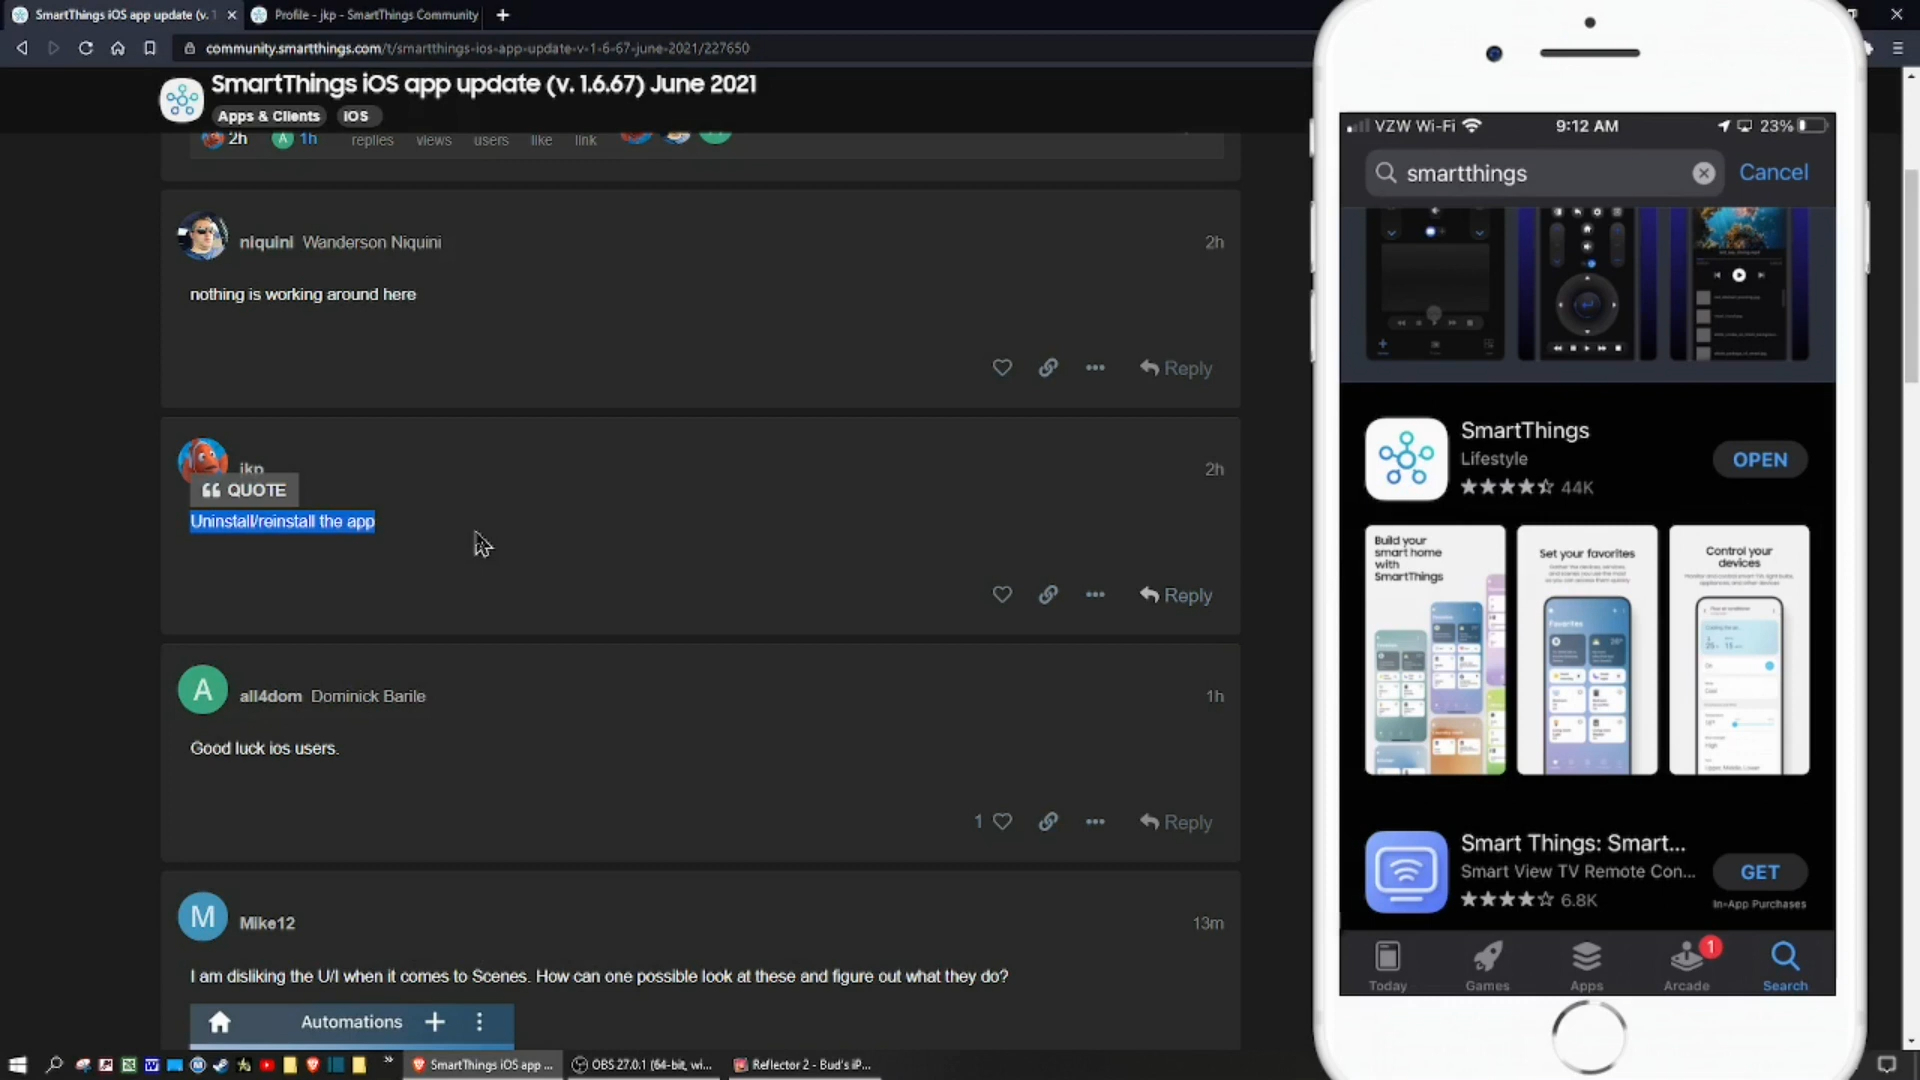 SmartThings iOS app update (v. 1
Profile - jkp - SmartThings Community
community.smartthings.com/t/smartthings-ios-app-update-v-1-6-67-june-2021/227650
SmartThings iOS app update (v. 1.6.67) June 2021
Apps & Clients
iOS
2h
A
1h
replies
views
users
like
link
niquini Wanderson Niquini
2h
nothing is working around here
Reply
jkp
2h
QUOTE
Uninstall/reinstall the app
Reply
A
all4dom Dominick Barile
1h
Good luck ios users.
1
Reply
M
Mike12
13m
I am disliking the U/I when it comes to Scenes. How can one possible look at these and figure out what they do?
Automations
SmartThings iOS app ...
OBS 27.0.1 (64-bit, wi...
Reflector 2 - Bud's iP...
VZW Wi-Fi
9:12 AM
23%
smartthings
Cancel
SmartThings
Lifestyle
44K
OPEN
Build your
smart home
with
SmartThings
Set your favorites
Control your
devices
Favorites
Smart Things: Smart...
Smart View TV Remote Con...
6.8K
GET
In-App Purchases
Today
Games
Apps
Arcade
1
Search